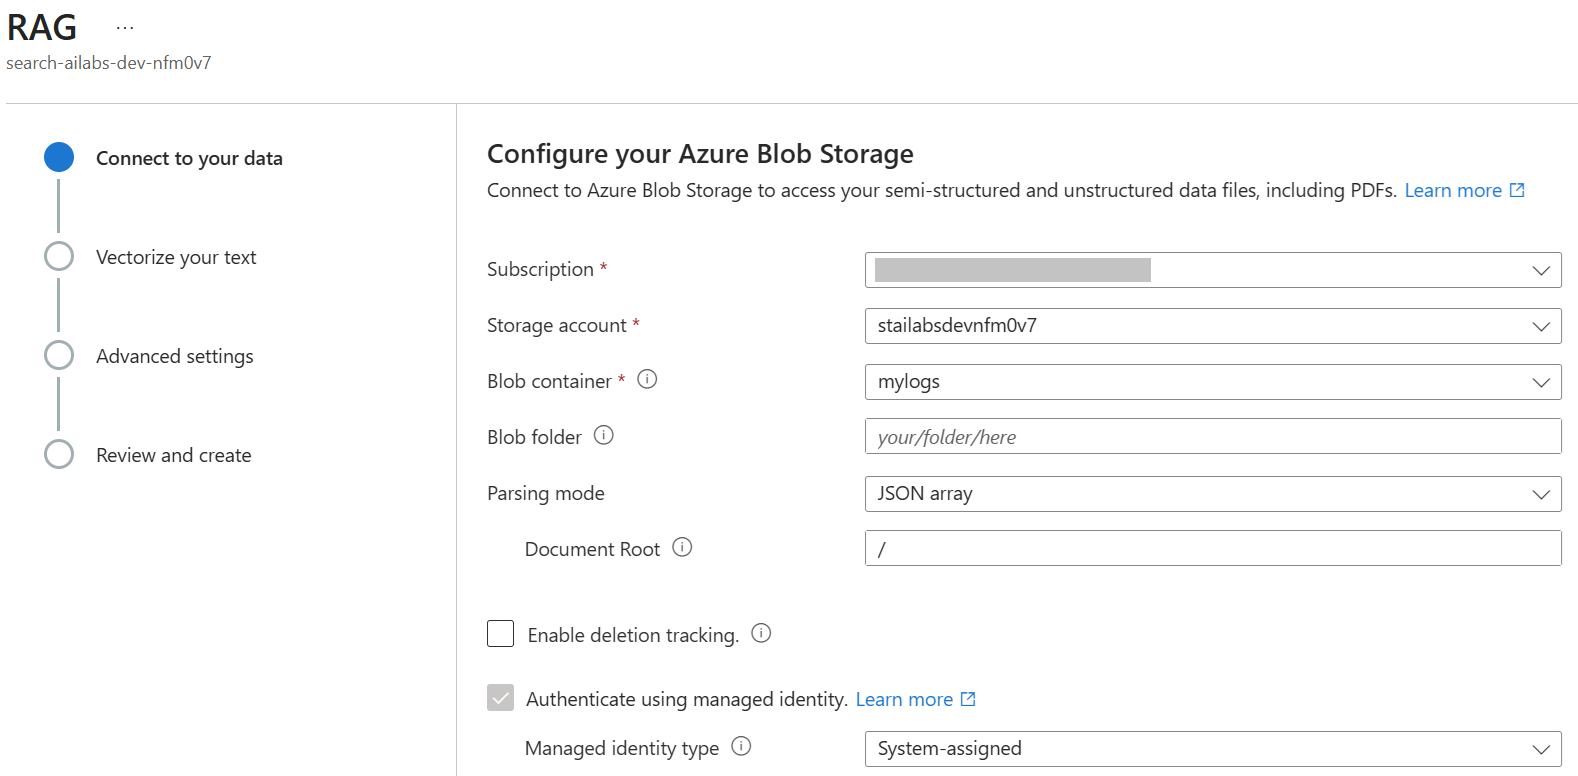 RAG ...
search-ailabs-dev-nfm0v7
Connect to your data
Vectorize your text
Advanced settings
Review and create
Configure your Azure Blob Storage
Connect to Azure Blob Storage to access your semi-structured and unstructured data files, including PDFs. Learn more
Subscription *
Storage account * stailabsdevnfm0v7
Blob container * mylogs
Blob folder your/folder/here
Parsing mode JSON array
Document Root /
Enable deletion tracking.
Authenticate using managed identity. Learn more
Managed identity type System-assigned